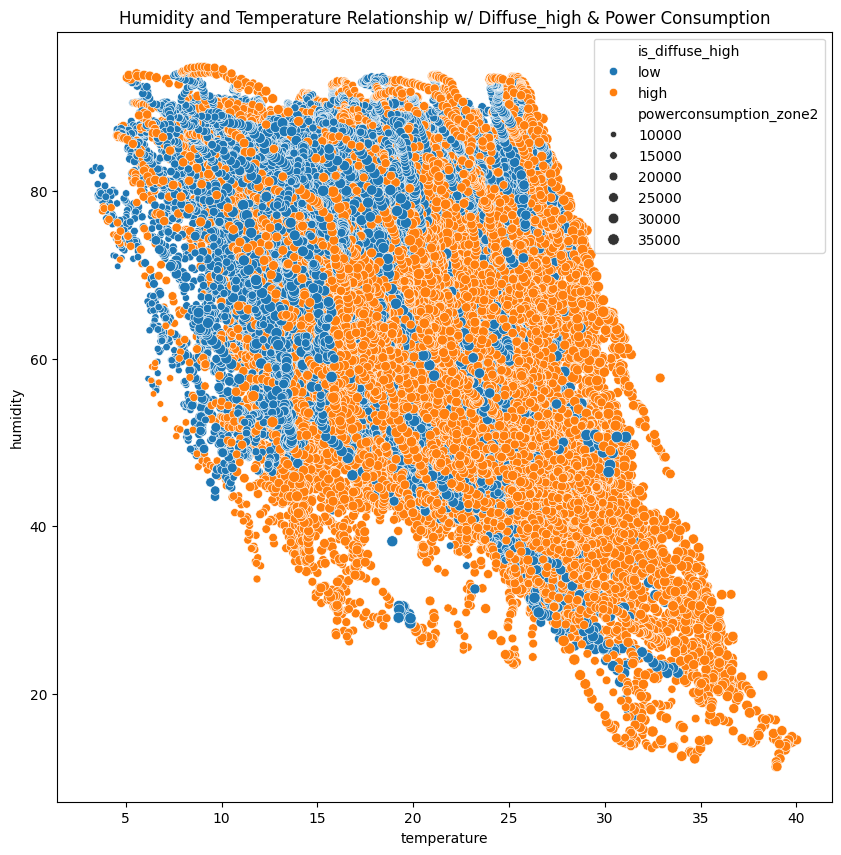 Humidity and Temperature Relationship w/ Diffuse_high & Power Consumption
is_diffuse_high
low
high
powerconsumption_zone2
10000
15000
20000
25000
30000
35000
80
60
40
20
humidity
5 10 15 20 25 30 35 40
temperature